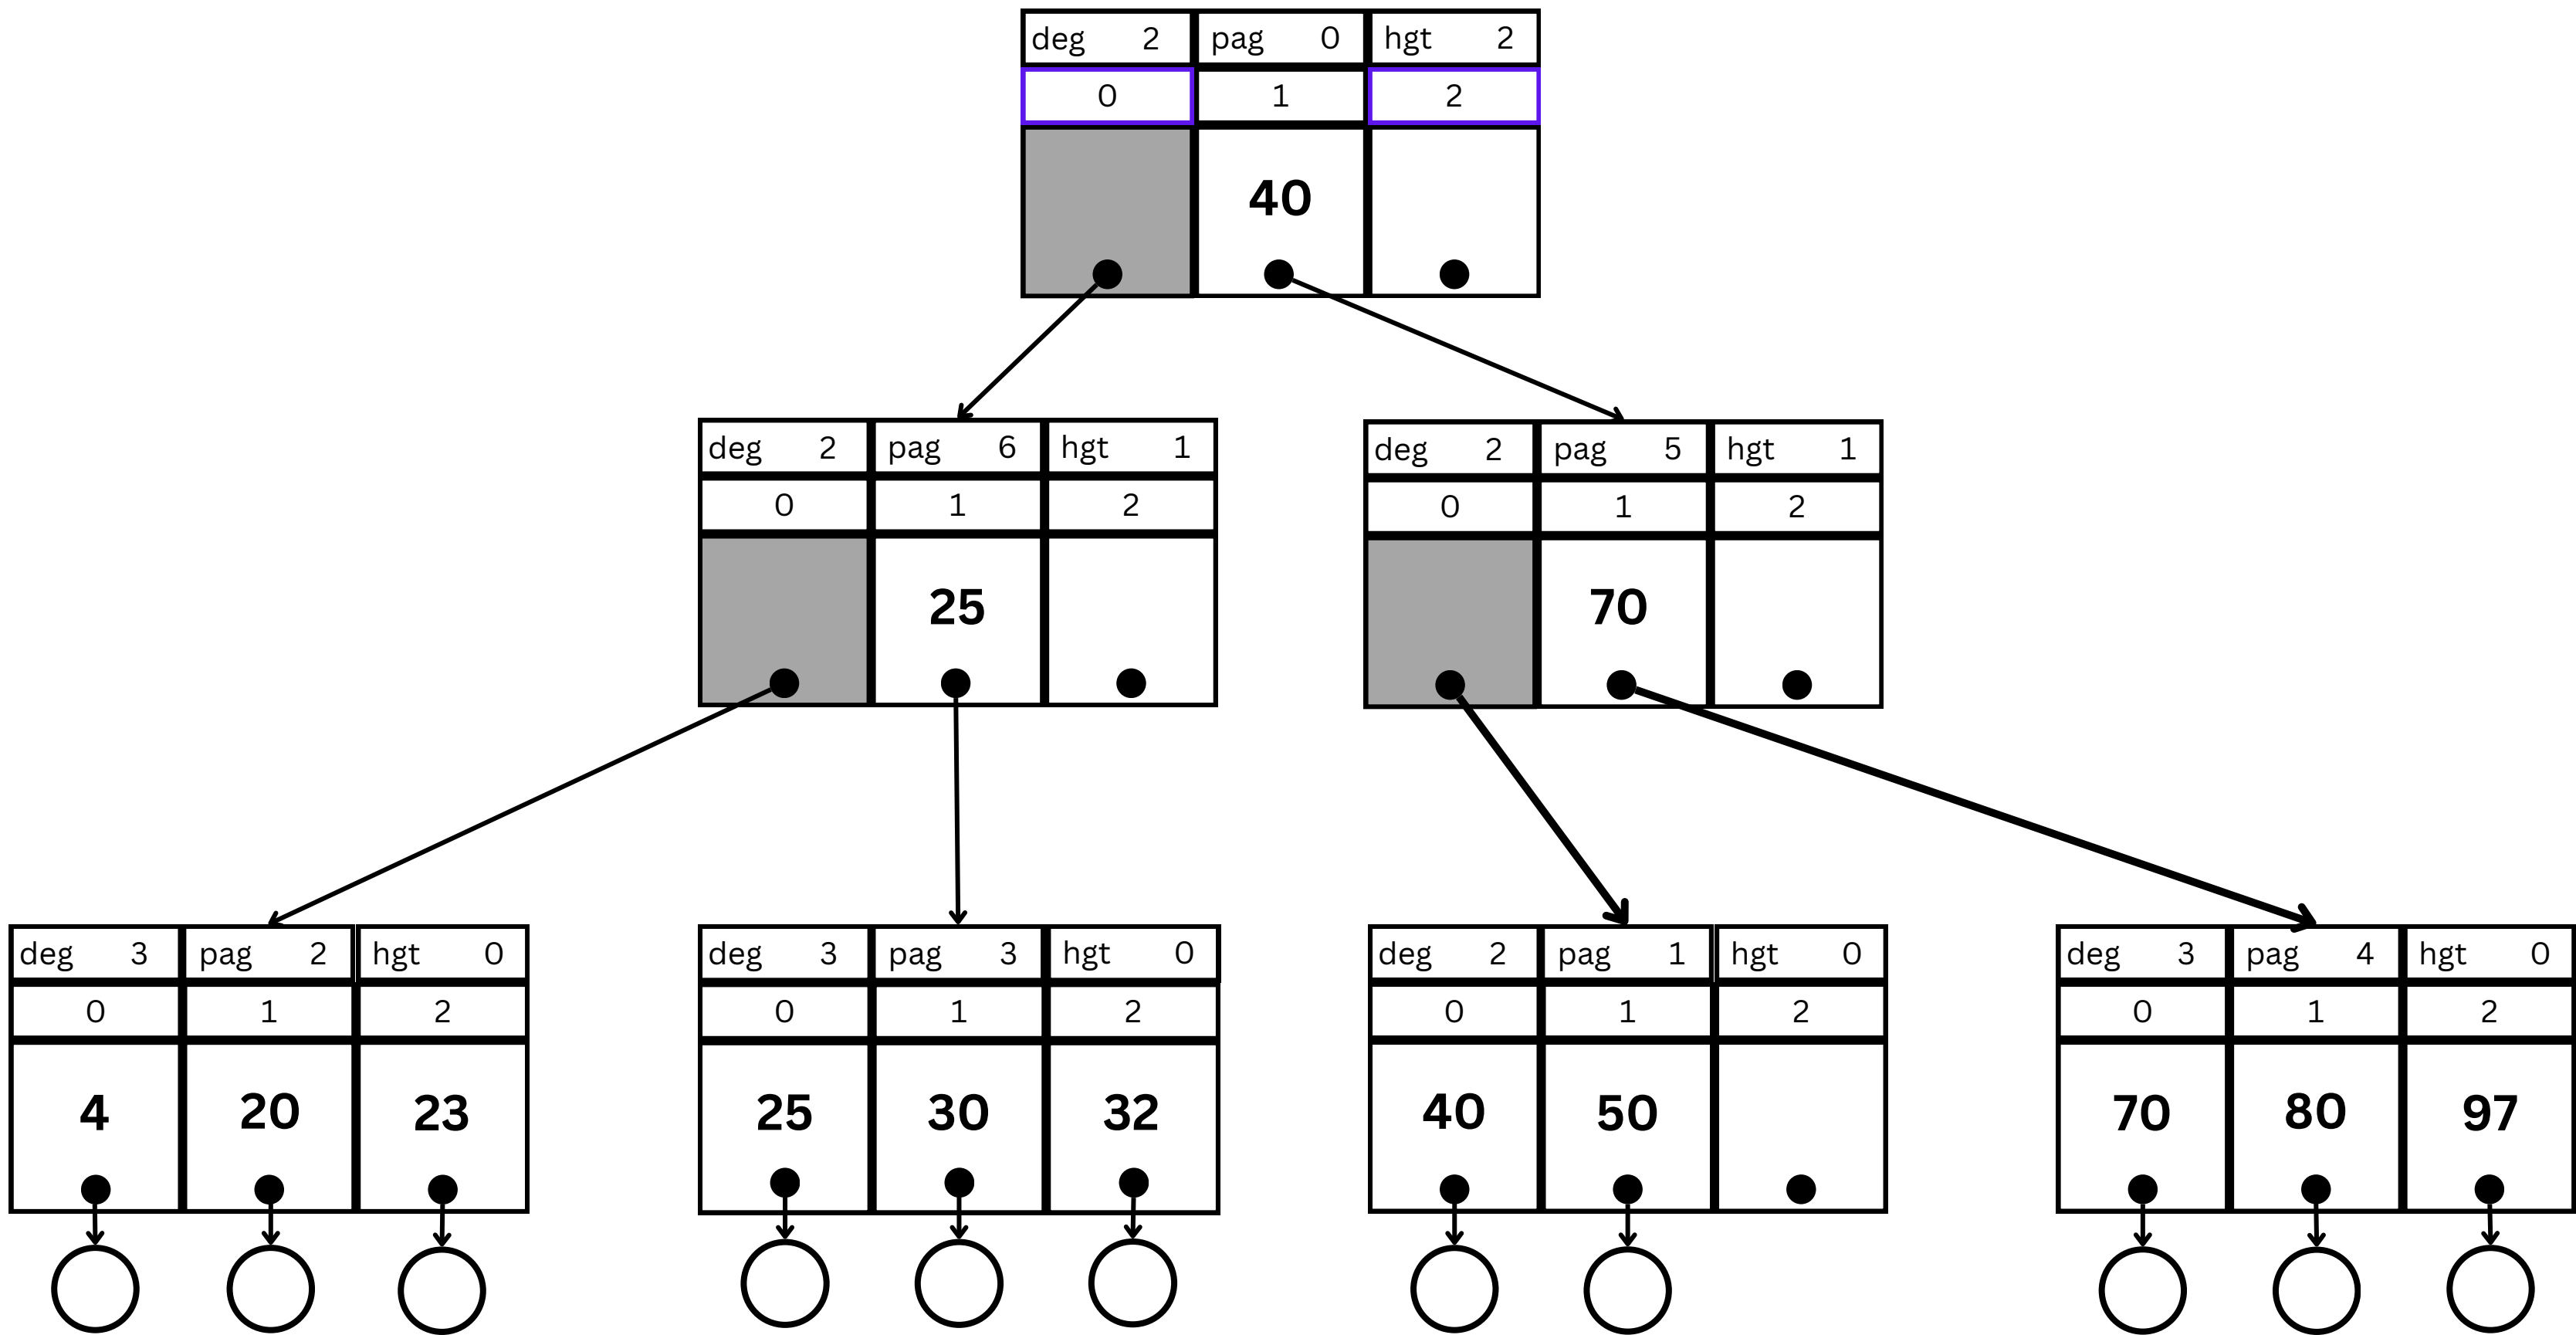 deg 2 pag 0 hgt 2
0 1 2
40
deg 2 pag 6 hgt 1
0 1 2
25
deg 2 pag 5 hgt 1
0 1 2
70
deg 3 pag 2 hgt 0
0 1 2
4 20 23
deg 3 pag 3 hgt 0
0 1 2
25 30 32
deg 2 pag 1 hgt 0
0 1 2
40 50
deg 3 pag 4 hgt 0
0 1 2
70 80 97